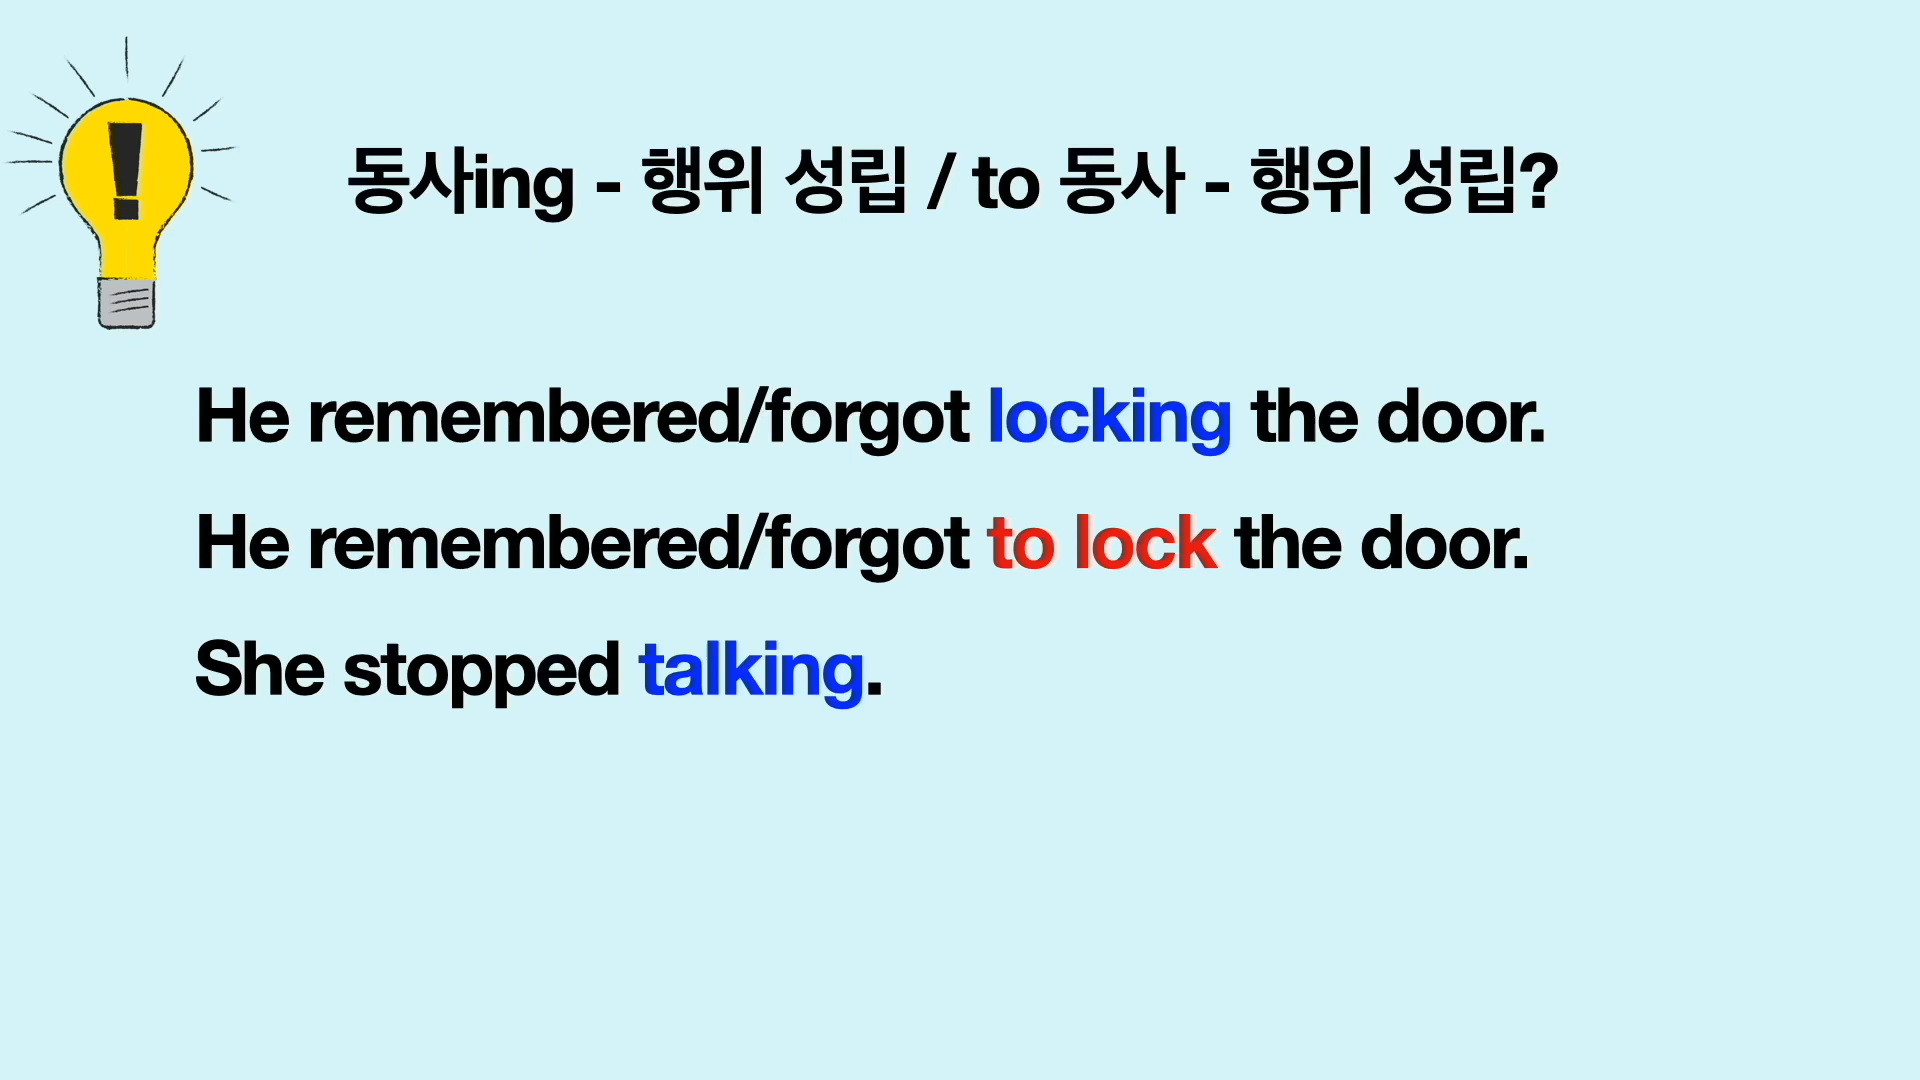 동사ing - 행위 성립 / to 동사 - 행위 성립?
He remembered/forgot locking the door.
He remembered/forgot to lock the door.
She stopped talking.